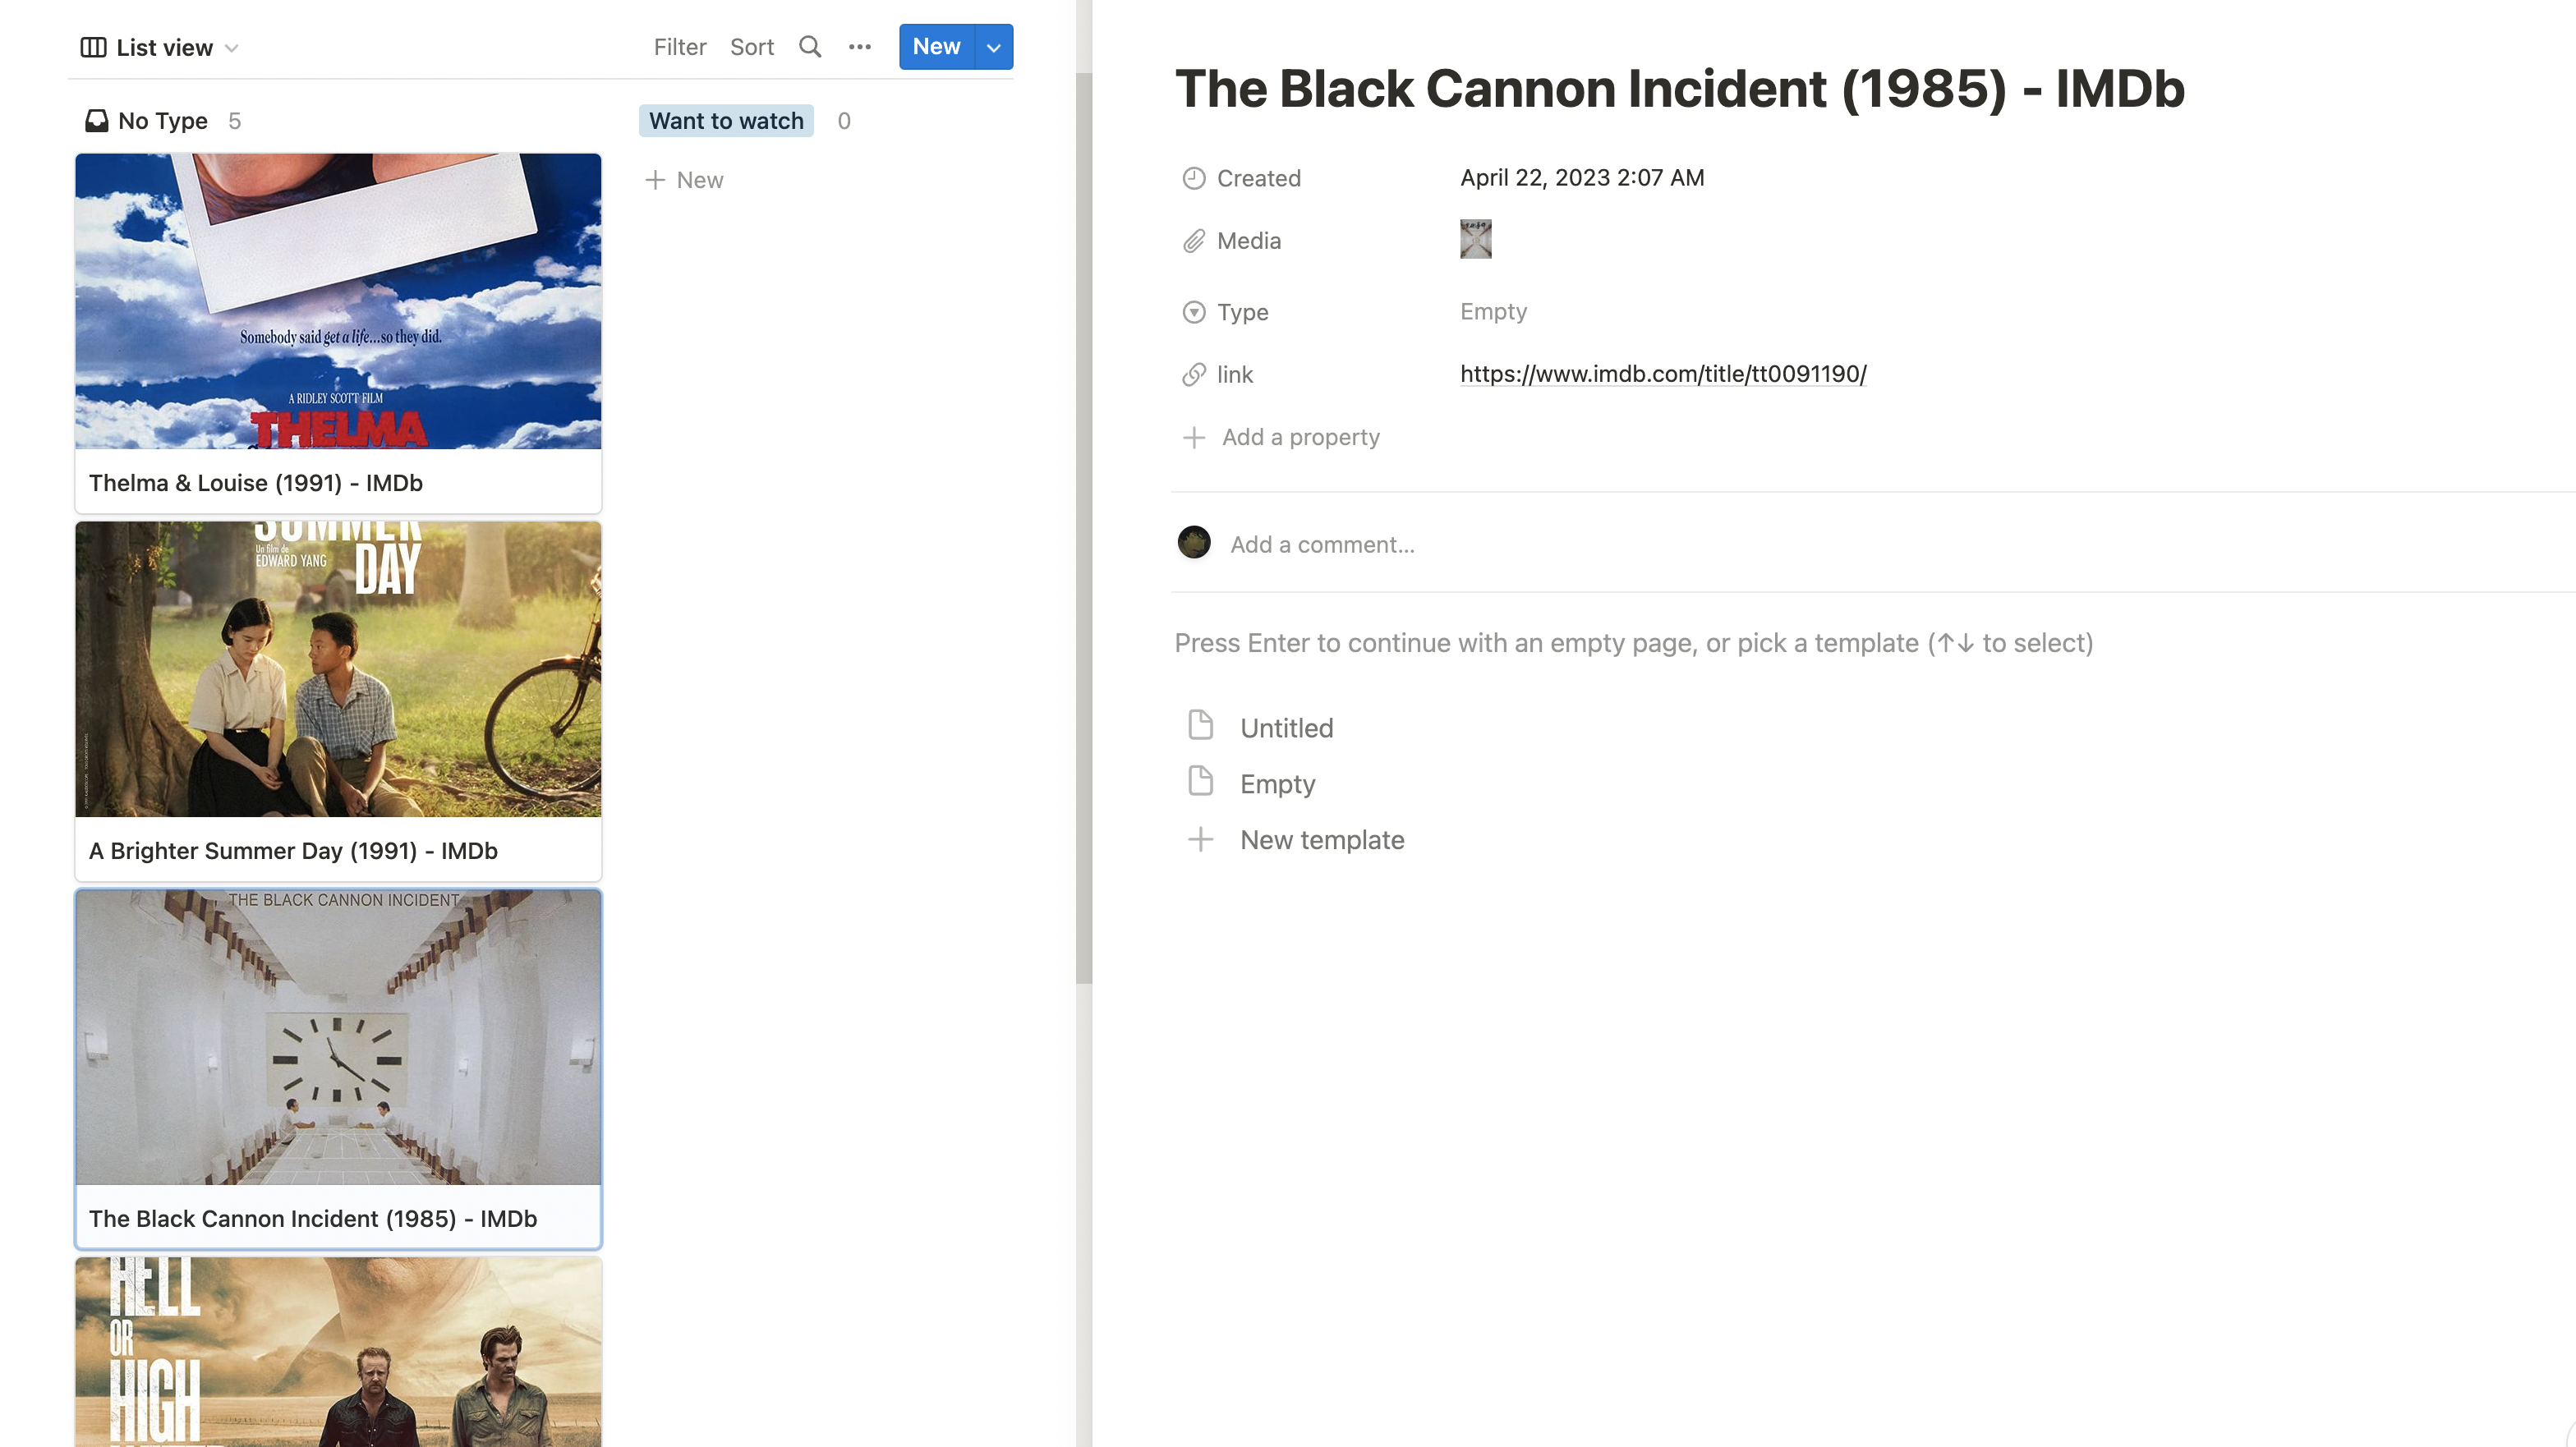 List view
Filter Sort New
No Type 5
Want to watch 0
New
Somebody said get a life...so they did.
A RIDLEY SCOTT FILM
THELMA
Thelma & Louise (1991) - IMDb
SUMMER
Un film de
EDWARD YANG
DAY
A Brighter Summer Day (1991) - IMDb
THE BLACK CANNON INCIDENT
The Black Cannon Incident (1985) - IMDb
HELL
OR
HIGH
The Black Cannon Incident (1985) - IMDb
Created April 22, 2023 2:07 AM
Media
Type Empty
link https://www.imdb.com/title/tt0091190/
Add a property
Add a comment...
Press Enter to continue with an empty page, or pick a template (↑↓ to select)
Untitled
Empty
New template